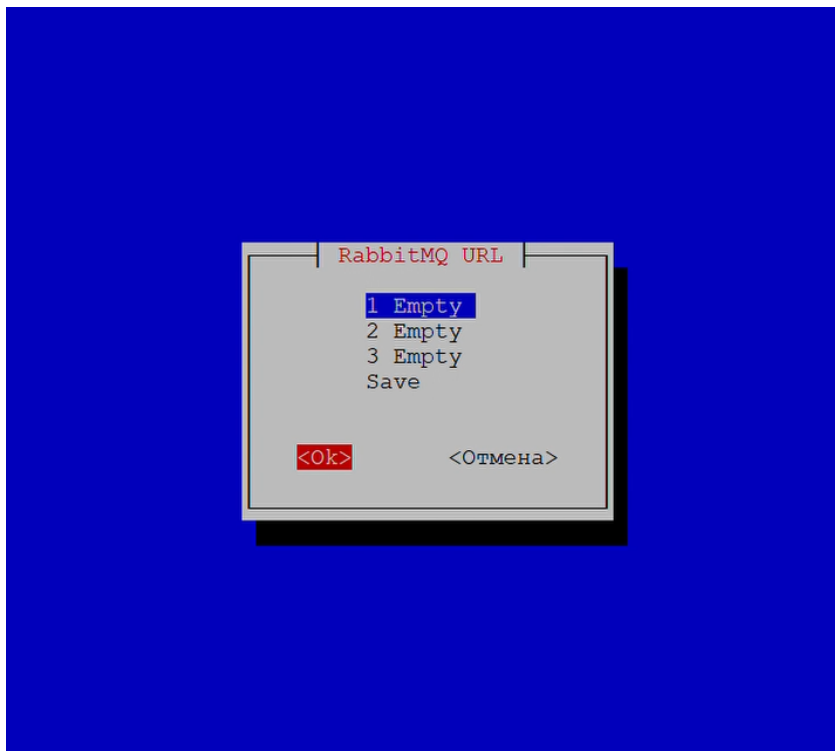 RabbitMQ URL
1 Empty
2 Empty
3 Empty
Save
<Ok> <Отмена>